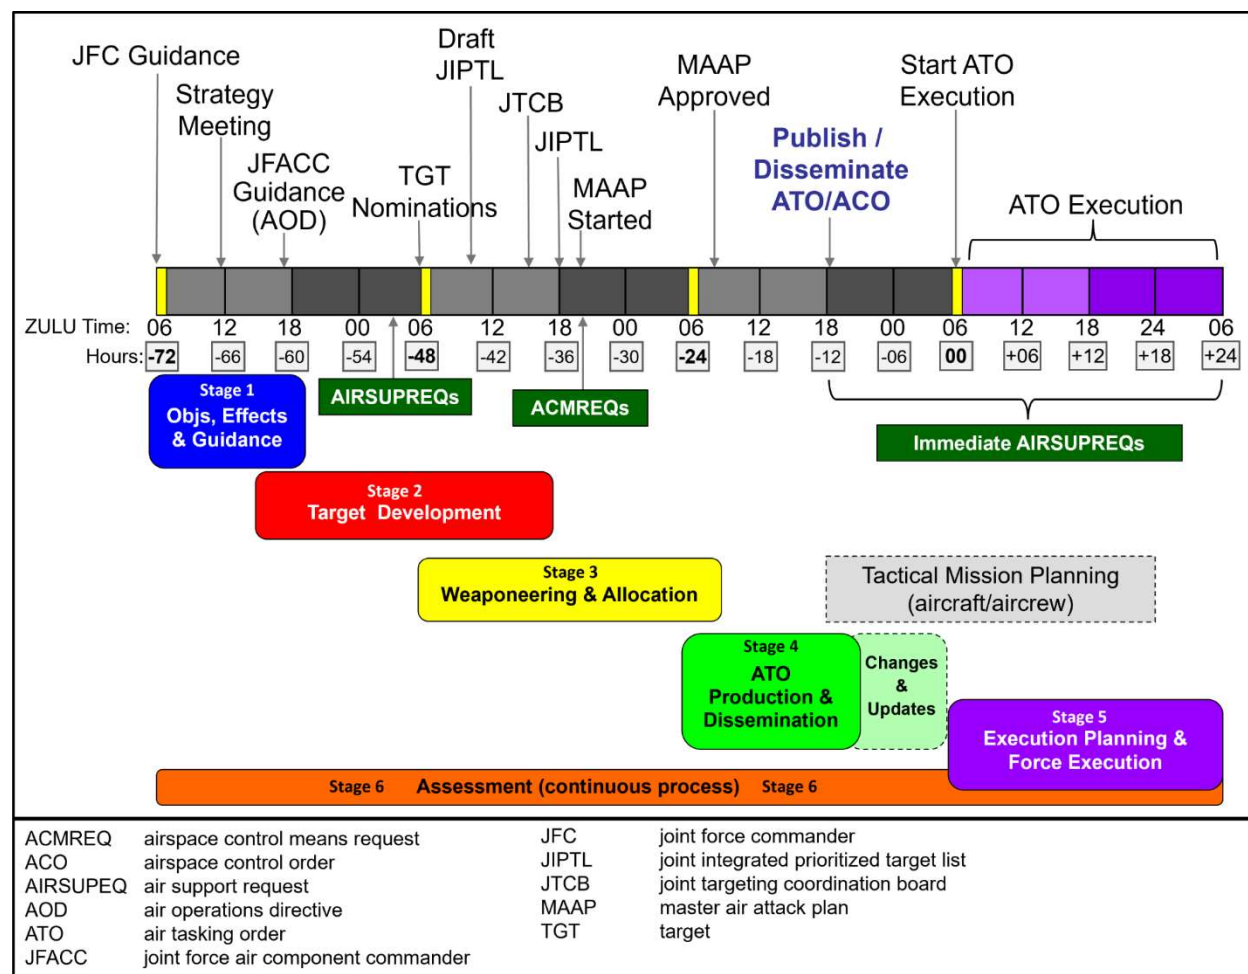 JFC Guidance
Strategy
Meeting
JFACC
Guidance
(AOD)
TGT
Nominations
Draft
JIPTL
JTCB
JIPTL
MAAP
Started
MAAP
Approved
Publish /
Disseminate
ATO/ACO
Start ATO
Execution
ATO Execution
ZULU Time: 06 12 18 00 06 12 18 00 06 12 18 00 06 12 18 24 06
Hours: -72 -66 -60 -54 -48 -42 -36 -30 -24 -18 -12 -06 00 +06 +12 +18 +24
AIRSUPREQs
ACMREQs
Immediate AIRSUPREQs
Stage 1
Objs, Effects
& Guidance
Stage 2
Target Development
Stage 3
Weaponeering & Allocation
Tactical Mission Planning
(aircraft/aircrew)
Stage 4
ATO
Production &
Dissemination
Changes
&
Updates
Stage 5
Execution Planning &
Force Execution
Stage 6 Assessment (continuous process) Stage 6
ACMREQ airspace control means request
ACO airspace control order
AIRSUPEQ air support request
AOD air operations directive
ATO air tasking order
JFACC joint force air component commander
JFC joint force commander
JIPTL joint integrated prioritized target list
JTCB joint targeting coordination board
MAAP master air attack plan
TGT target